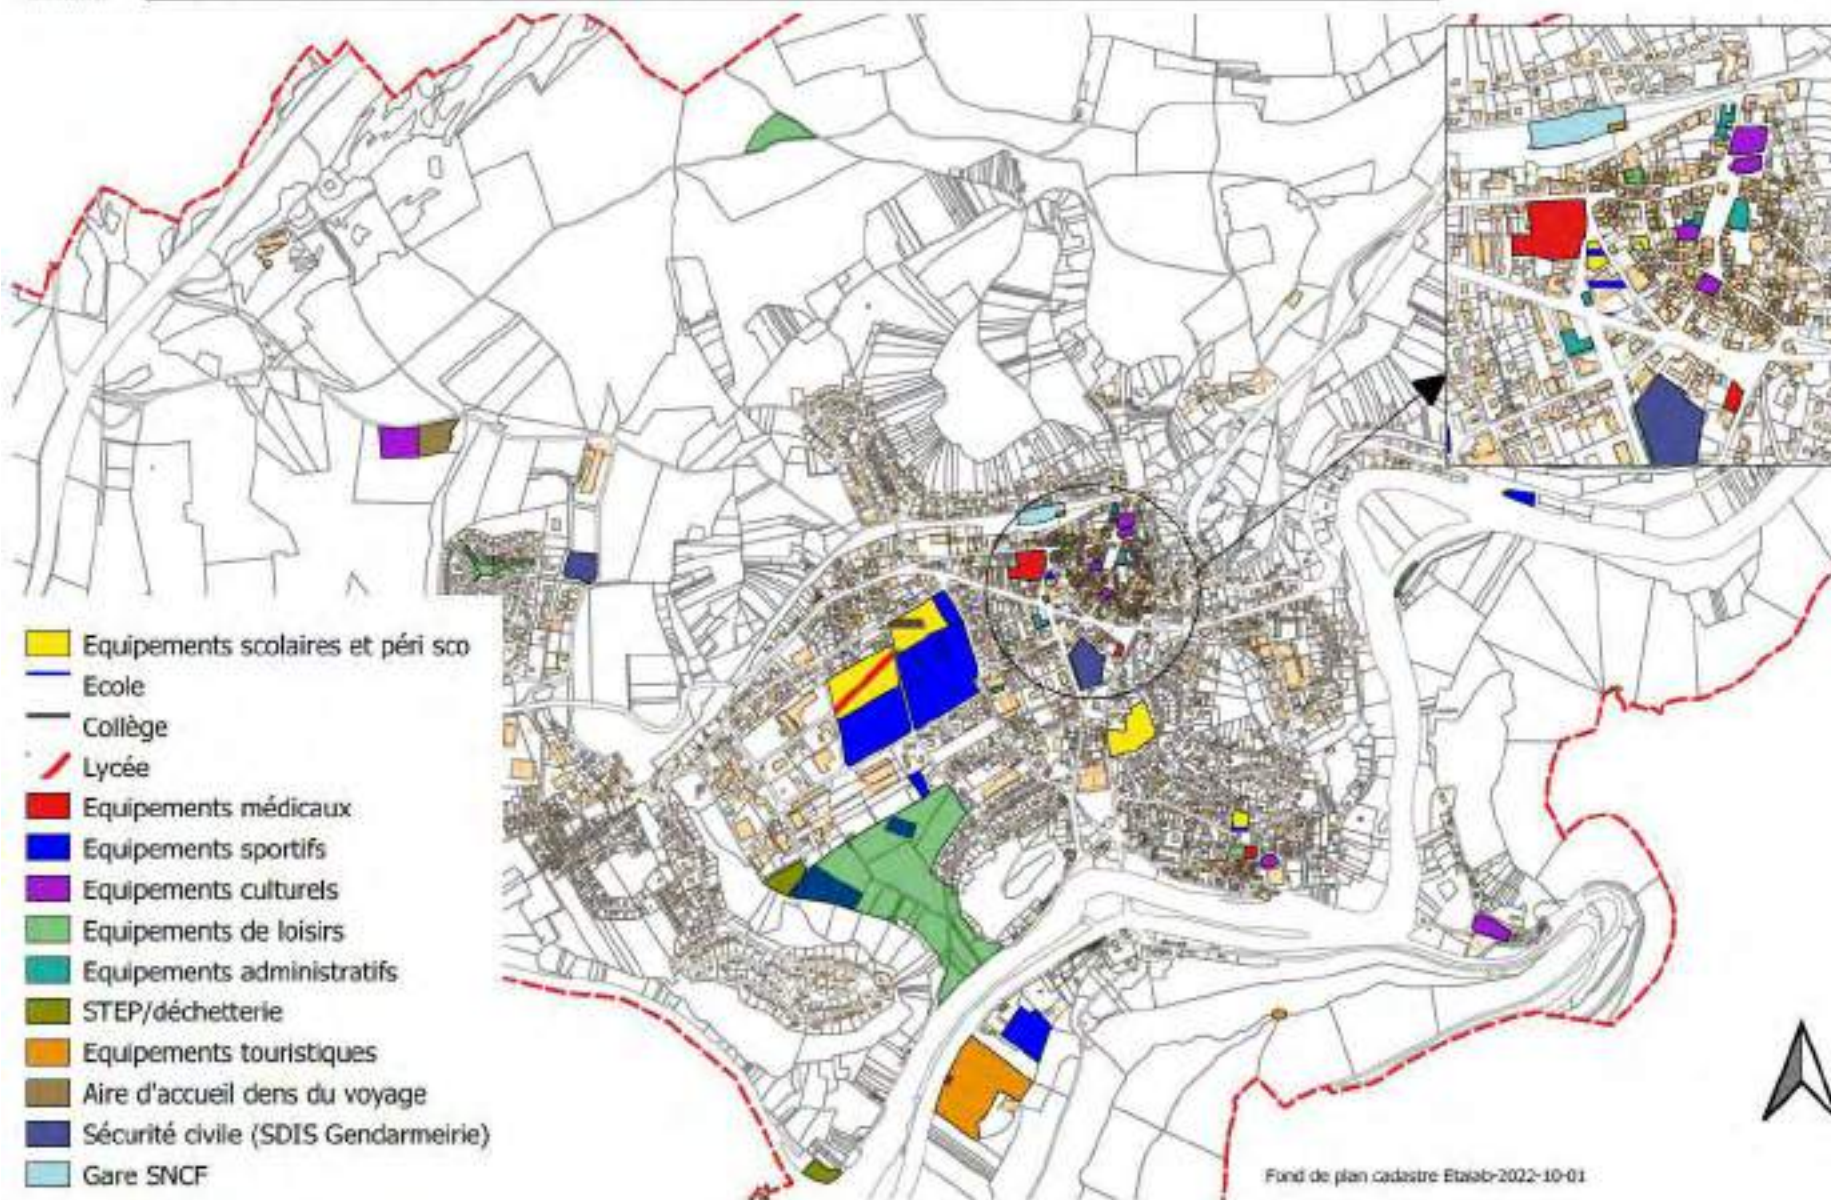 Equipements scolaires et péri sco
Ecole
Collège
Lycée
Equipements médicaux
Equipements sportifs
Equipements culturels
Equipements de loisirs
Equipements administratifs
STEP/déchetterie
Equipements touristiques
Aire d'accueil dens du voyage
Sécurité civile (SDIS Gendarmeirie)
Gare SNCF
Fond de plan cadastre Etalab-2022-10-01